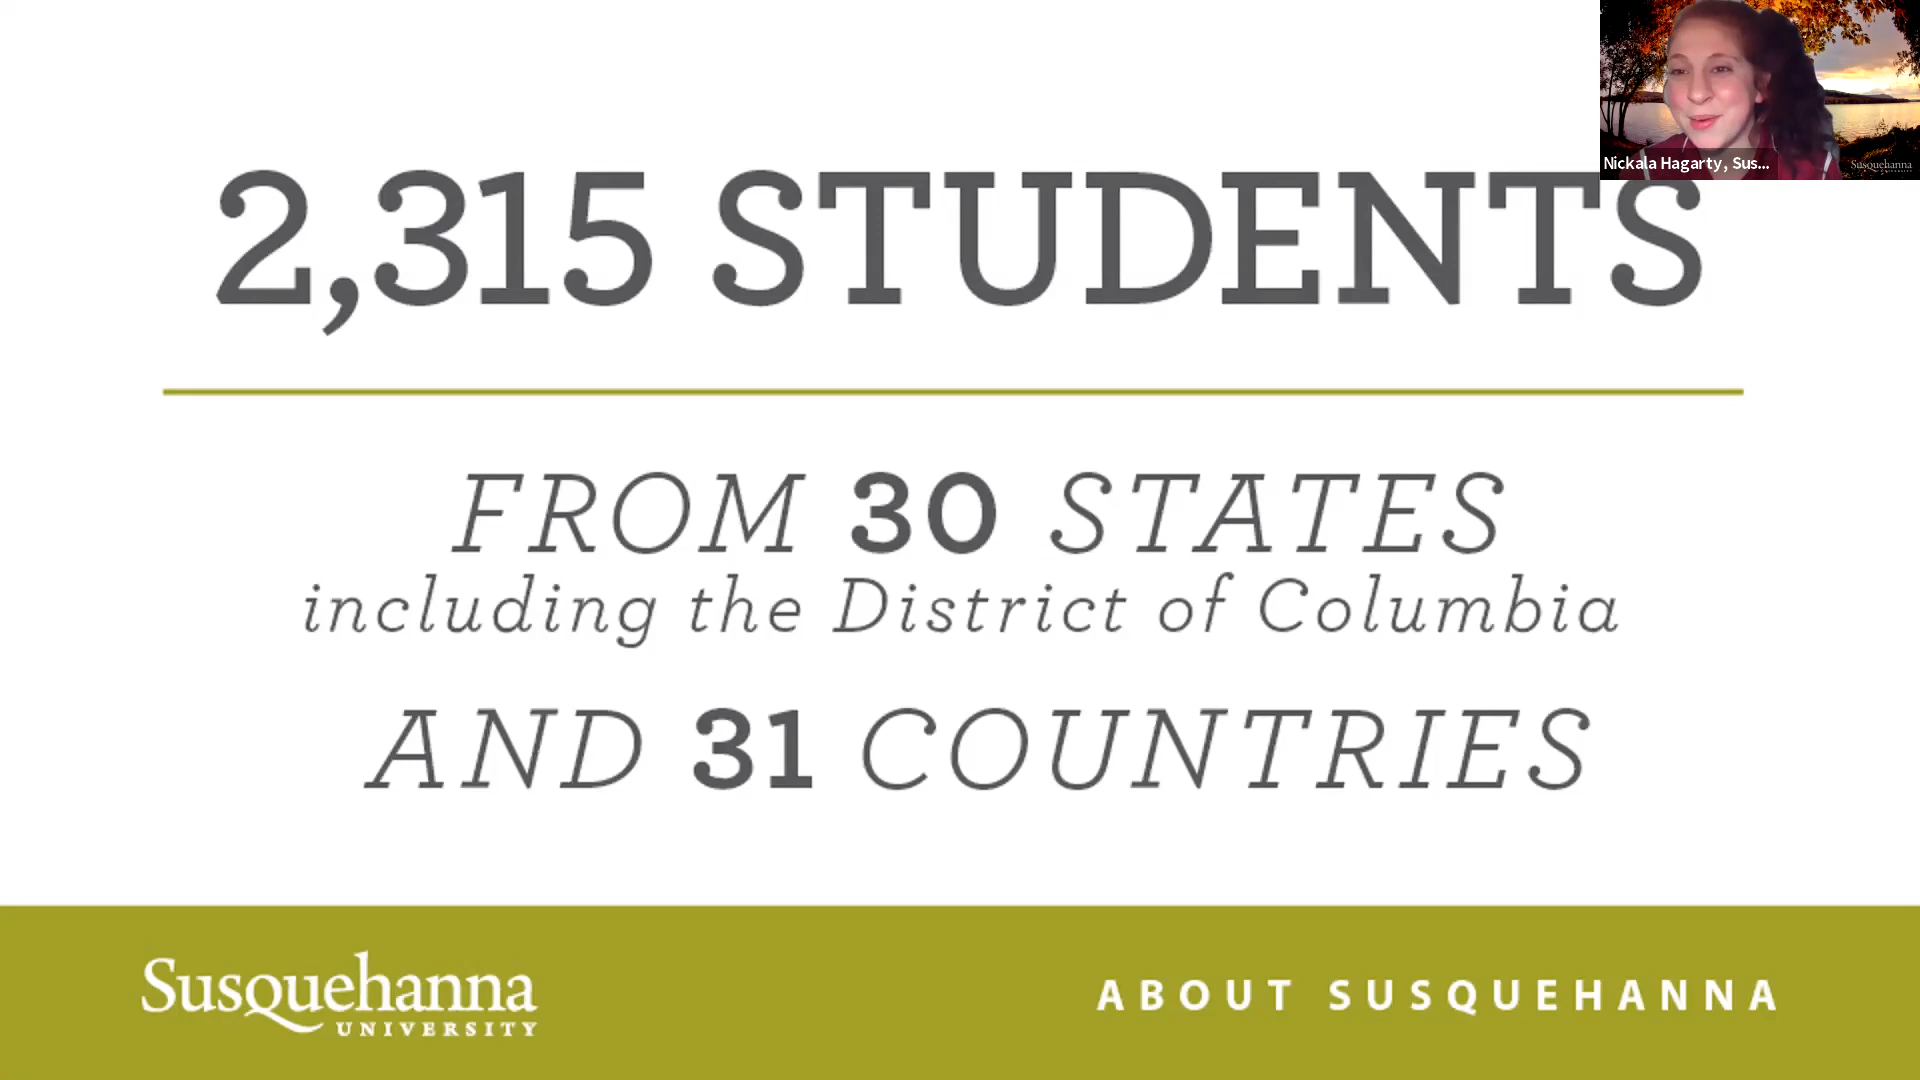 Nickala Hagarty, Sus...
Susquehanna
2,315 STUDENTS
FROM 30 STATES
including the District of Columbia
AND 31 COUNTRIES
Susquehanna
UNIVERSITY
ABOUT SUSQUEHANNA